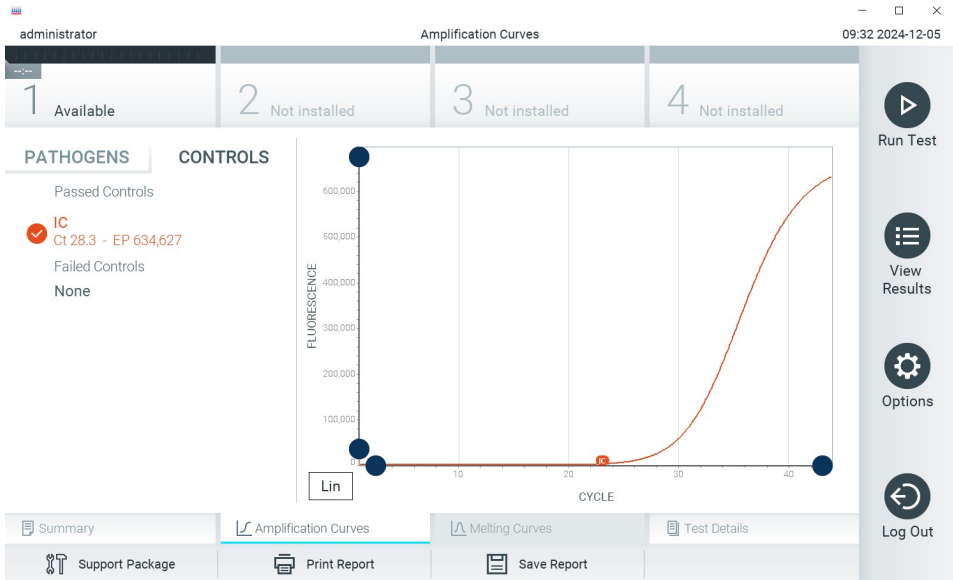 administrator
Amplification Curves
09:32 2024-12-05
--:--
1 Available
2 Not installed
3 Not installed
4 Not installed
Run Test
PATHOGENS
CONTROLS
Passed Controls
IC
Ct 28.3 - EP 634,627
Failed Controls
None
FLUORESCENCE
600,000
500,000
400,000
300,000
200,000
100,000
0
IC
10
20
30
40
CYCLE
Lin
View
Results
Options
Log Out
Summary
Amplification Curves
Melting Curves
Test Details
Support Package
Print Report
Save Report